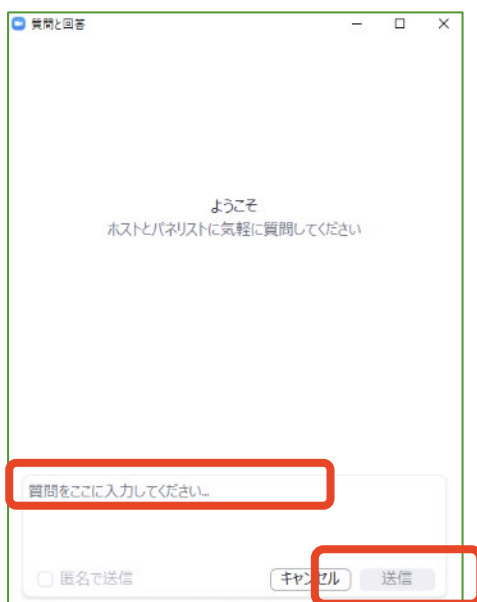 質問と回答
ようこそ
ホストとパネリストに気軽に質問してください
質問をここに入力してください...
匿名で送信
キャンセル
送信